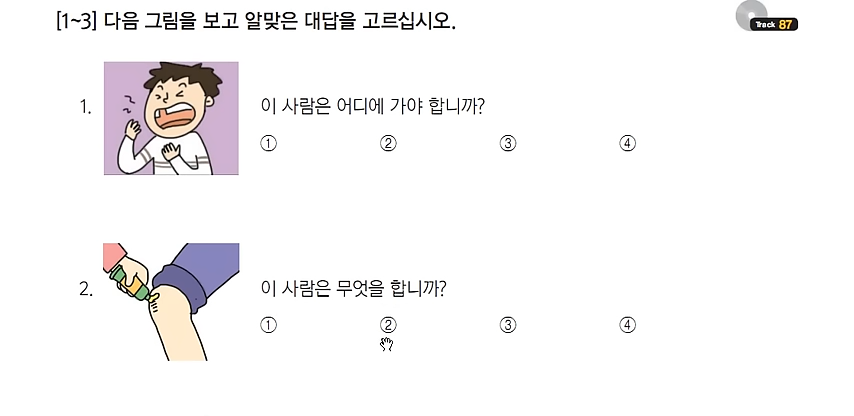 [1~3] 다음 그림을 보고 알맞은 대답을 고르십시오.
Track 87
1. 이 사람은 어디에 가야 합니까?
① ② ③ ④
2. 이 사람은 무엇을 합니까?
① ② ③ ④